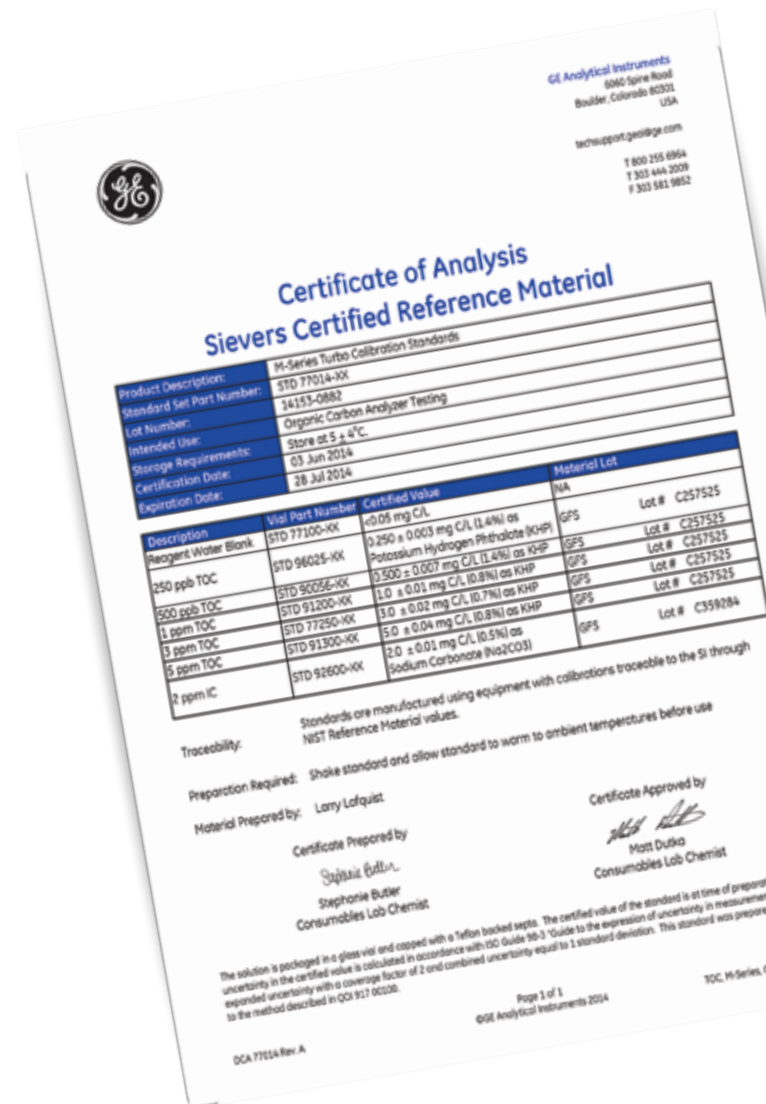 GE Analytical Instruments
6060 Spine Road
Boulder, Colorado 80301
USA
techsupport.geai@ge.com
T 800 255 6964
T 303 444 2009
F 303 581 9852
GE
Certificate of Analysis
Sievers Certified Reference Material
Product Description: M-Series Turbo Calibration Standards
Standard Set Part Number: STD 77014-XX
Lot Number: 14153-0882
Intended Use: Organic Carbon Analyzer Testing
Storage Requirements: Store at 5 ± 4°C.
Certification Date: 03 Jun 2014
Expiration Date: 28 Jul 2014
Description Vial Part Number Certified Value Material Lot
Reagent Water Blank STD 77100-XX <0.05 mg C/L NA
250 ppb TOC STD 96025-XX 0.250 ± 0.003 mg C/L (1.4%) as GFS Lot # C257525
Potassium Hydrogen Phthalate (KHP)
500 ppb TOC STD 90056-XX 0.500 ± 0.007 mg C/L (1.4%) as KHP GFS Lot # C257525
1 ppm TOC STD 91200-XX 1.0 ± 0.01 mg C/L (0.8%) as KHP GFS Lot # C257525
3 ppm TOC STD 77250-XX 3.0 ± 0.02 mg C/L (0.7%) as KHP GFS Lot # C257525
5 ppm TOC STD 91300-XX 5.0 ± 0.04 mg C/L (0.8%) as KHP GFS Lot # C257525
2 ppm IC STD 92600-XX 2.0 ± 0.01 mg C/L (0.5%) as GFS Lot # C359284
Sodium Carbonate (Na2CO3)
Traceability: Standards are manufactured using equipment with calibrations traceable to the SI through
NIST Reference Material values.
Preparation Required: Shake standard and allow standard to warm to ambient temperatures before use
Material Prepared by: Larry Lofquist
Certificate Prepared by
Stephanie Butler
Stephanie Butler
Consumables Lab Chemist
Certificate Approved by
Matt Dutka
Consumables Lab Chemist
The solution is packaged in a glass vial and capped with a Teflon backed septa. The certified value of the standard is at time of preparat
uncertainty in the certified value is calculated in accordance with ISO Guide 98-3 "Guide to the expression of uncertainty in measurement
expanded uncertainty with a coverage factor of 2 and combined uncertainty equal to 1 standard deviation. This standard was prepare
to the method described in QOI 917 00100.
DCA 77014 Rev. A
Page 1 of 1
©GE Analytical Instruments 2014
TOC, M-Series,